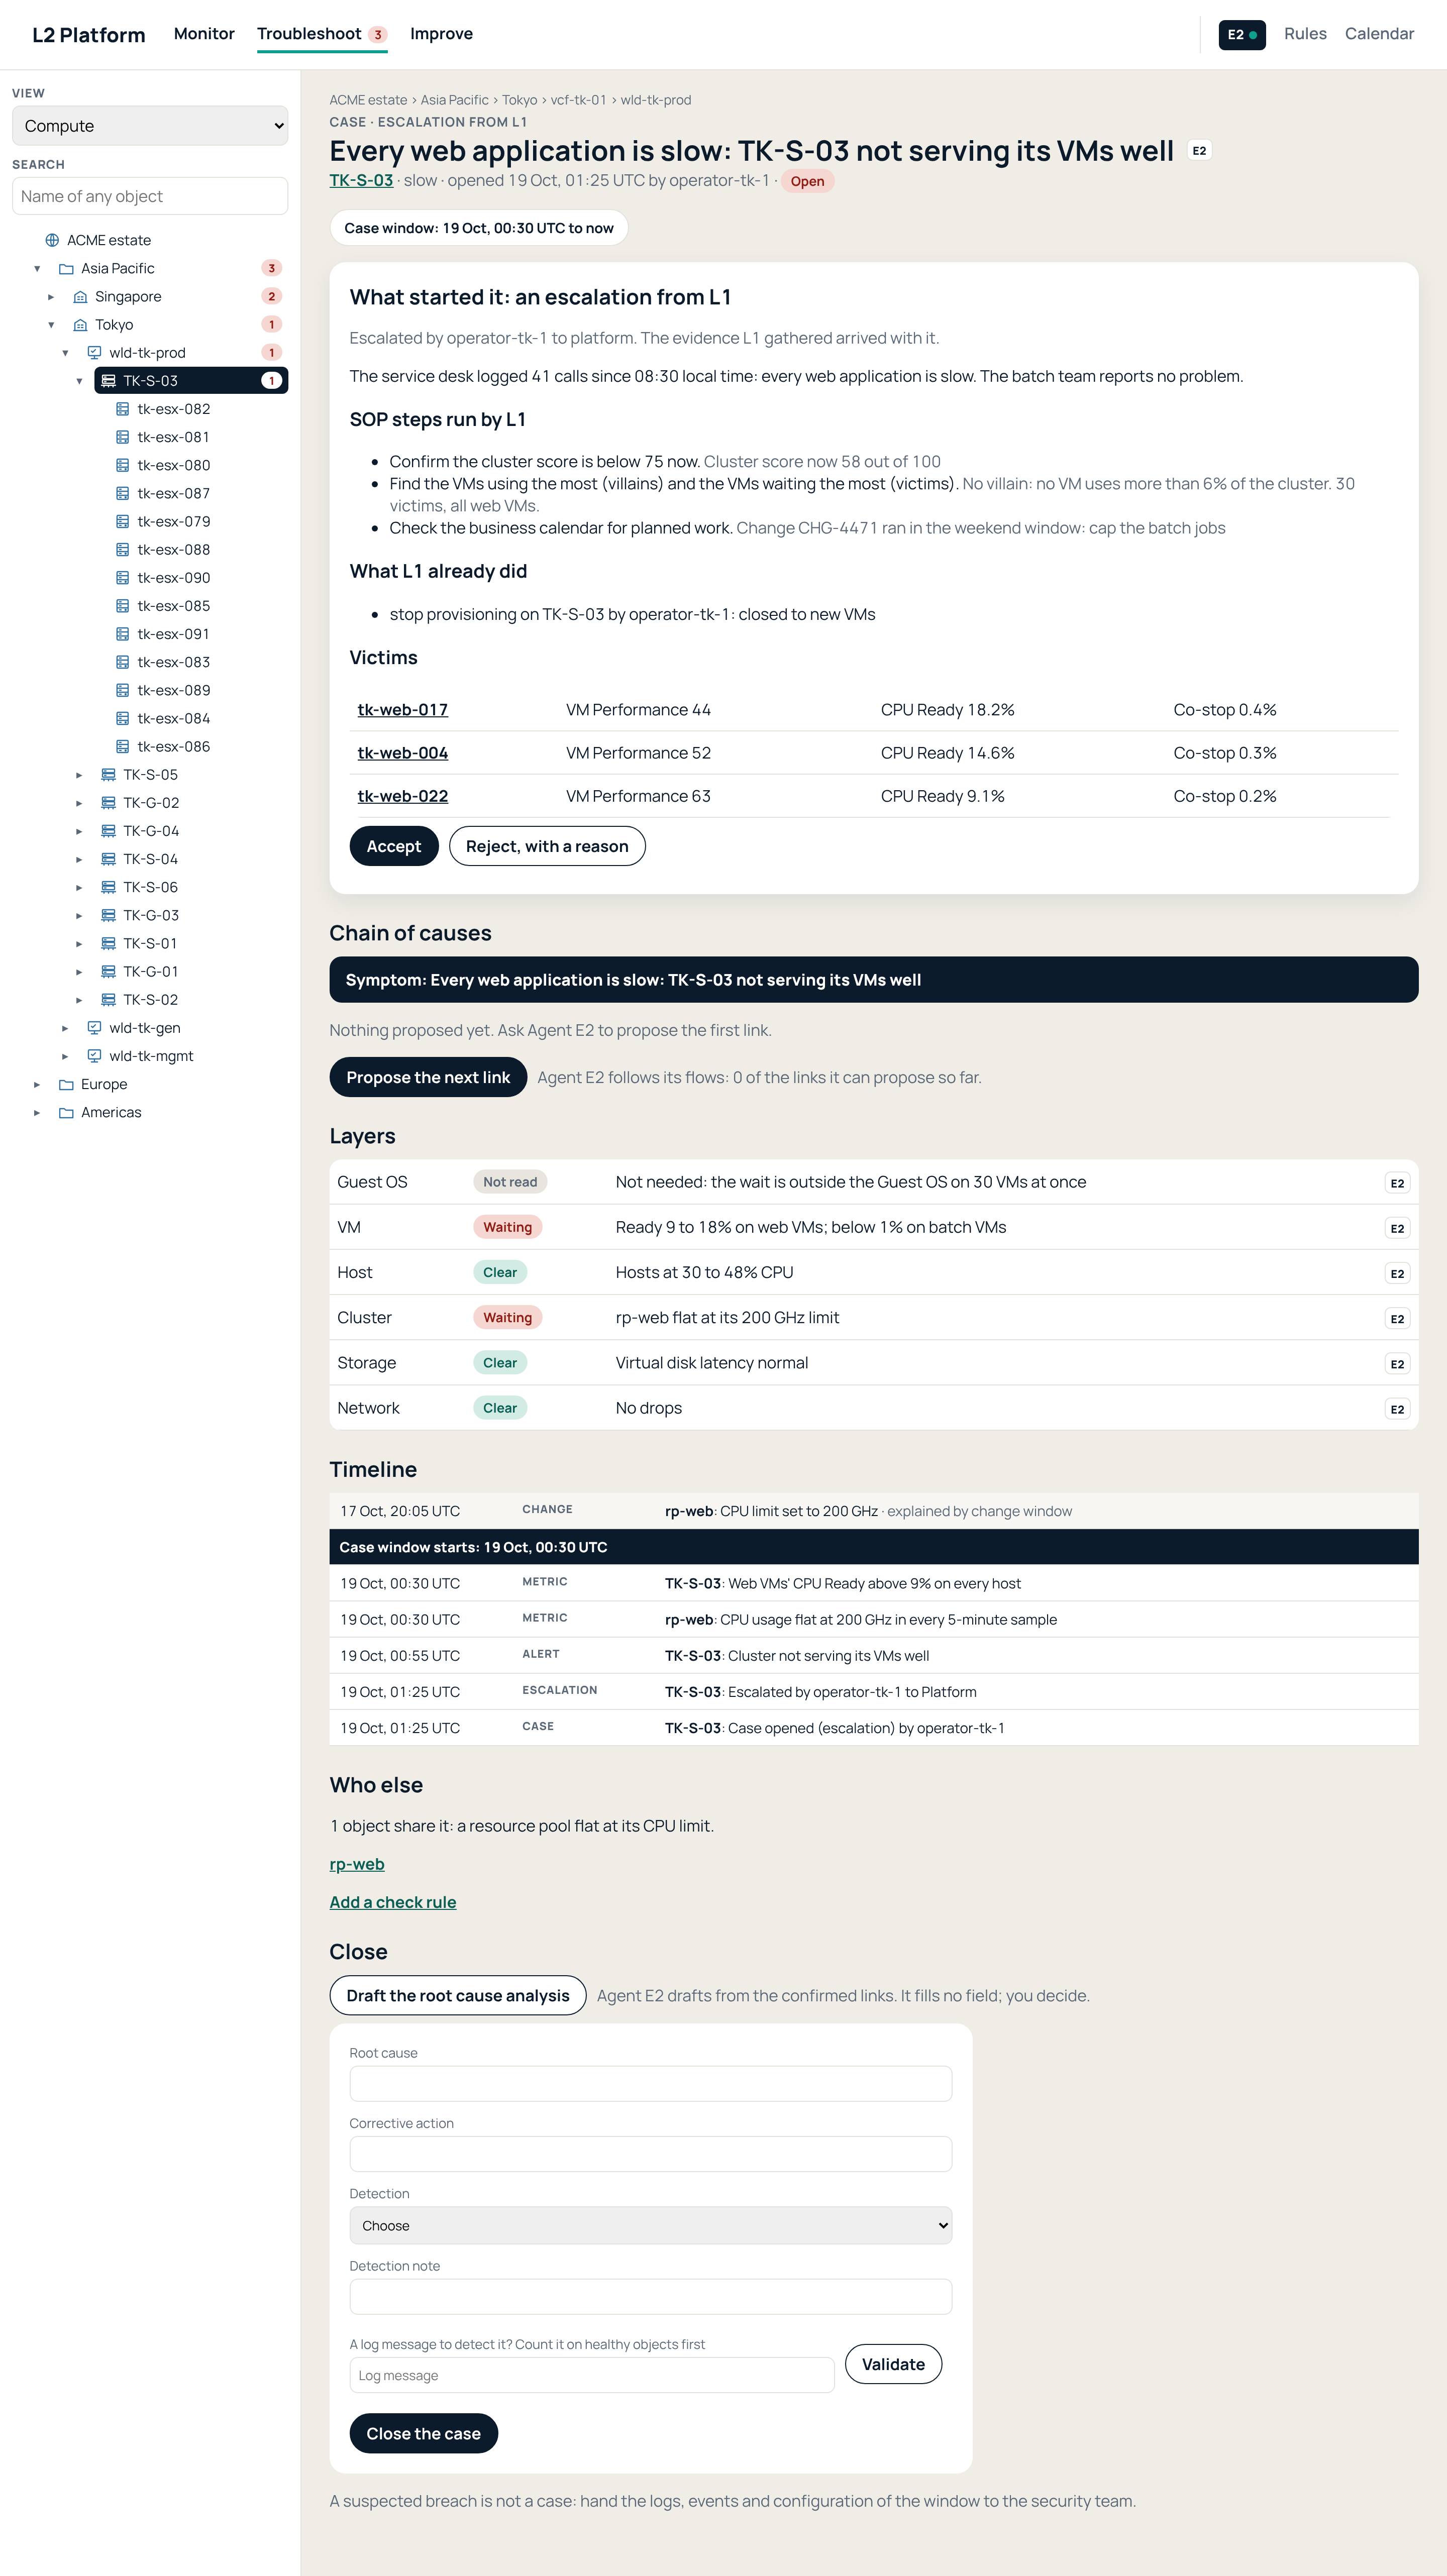 L2 Platform
Monitor
Troubleshoot 3
Improve
E2
Rules
Calendar
VIEW
Compute
SEARCH
Name of any object
ACME estate
Asia Pacific 3
Singapore 2
Tokyo 1
wld-tk-prod 1
TK-S-03 1
tk-esx-082
tk-esx-081
tk-esx-080
tk-esx-087
tk-esx-079
tk-esx-088
tk-esx-090
tk-esx-085
tk-esx-091
tk-esx-083
tk-esx-089
tk-esx-084
tk-esx-086
TK-S-05
TK-G-02
TK-G-04
TK-S-04
TK-S-06
TK-G-03
TK-S-01
TK-G-01
TK-S-02
wld-tk-gen
wld-tk-mgmt
Europe
Americas
ACME estate › Asia Pacific › Tokyo › vcf-tk-01 › wld-tk-prod
CASE · ESCALATION FROM L1
Every web application is slow: TK-S-03 not serving its VMs well E2
TK-S-03 · slow · opened 19 Oct, 01:25 UTC by operator-tk-1 · Open
Case window: 19 Oct, 00:30 UTC to now
What started it: an escalation from L1
Escalated by operator-tk-1 to platform. The evidence L1 gathered arrived with it.
The service desk logged 41 calls since 08:30 local time: every web application is slow. The batch team reports no problem.
SOP steps run by L1
Confirm the cluster score is below 75 now. Cluster score now 58 out of 100
Find the VMs using the most (villains) and the VMs waiting the most (victims). No villain: no VM uses more than 6% of the cluster. 30
victims, all web VMs.
Check the business calendar for planned work. Change CHG-4471 ran in the weekend window: cap the batch jobs
What L1 already did
stop provisioning on TK-S-03 by operator-tk-1: closed to new VMs
Victims
tk-web-017 VM Performance 44 CPU Ready 18.2% Co-stop 0.4%
tk-web-004 VM Performance 52 CPU Ready 14.6% Co-stop 0.3%
tk-web-022 VM Performance 63 CPU Ready 9.1% Co-stop 0.2%
Accept
Reject, with a reason
Chain of causes
Symptom: Every web application is slow: TK-S-03 not serving its VMs well
Nothing proposed yet. Ask Agent E2 to propose the first link.
Propose the next link
Agent E2 follows its flows: 0 of the links it can propose so far.
Layers
Guest OS Not read Not needed: the wait is outside the Guest OS on 30 VMs at once E2
VM Waiting Ready 9 to 18% on web VMs; below 1% on batch VMs E2
Host Clear Hosts at 30 to 48% CPU E2
Cluster Waiting rp-web flat at its 200 GHz limit E2
Storage Clear Virtual disk latency normal E2
Network Clear No drops E2
Timeline
17 Oct, 20:05 UTC CHANGE rp-web: CPU limit set to 200 GHz · explained by change window
Case window starts: 19 Oct, 00:30 UTC
19 Oct, 00:30 UTC METRIC TK-S-03: Web VMs' CPU Ready above 9% on every host
19 Oct, 00:30 UTC METRIC rp-web: CPU usage flat at 200 GHz in every 5-minute sample
19 Oct, 00:55 UTC ALERT TK-S-03: Cluster not serving its VMs well
19 Oct, 01:25 UTC ESCALATION TK-S-03: Escalated by operator-tk-1 to Platform
19 Oct, 01:25 UTC CASE TK-S-03: Case opened (escalation) by operator-tk-1
Who else
1 object share it: a resource pool flat at its CPU limit.
rp-web
Add a check rule
Close
Draft the root cause analysis
Agent E2 drafts from the confirmed links. It fills no field; you decide.
Root cause
Corrective action
Detection
Choose
Detection note
A log message to detect it? Count it on healthy objects first
Log message
Validate
Close the case
A suspected breach is not a case: hand the logs, events and configuration of the window to the security team.